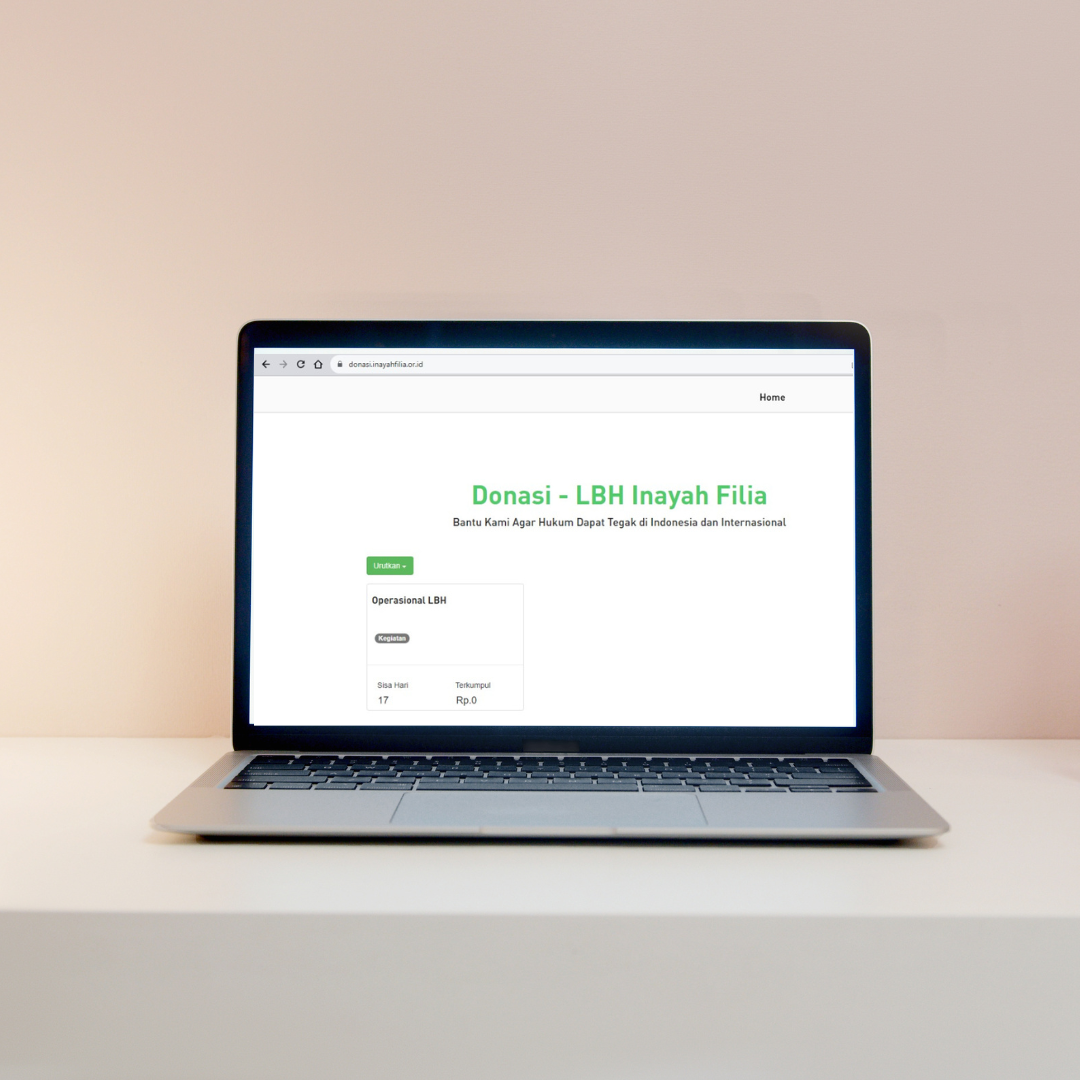 donasi.inayahfilia.or.id
Home
Donasi - LBH Inayah Filia
Bantu Kami Agar Hukum Dapat Tegak di Indonesia dan Internasional
Urutkan
Operasional LBH
Kegiatan
Sisa Hari Terkumpul
17 Rp.0